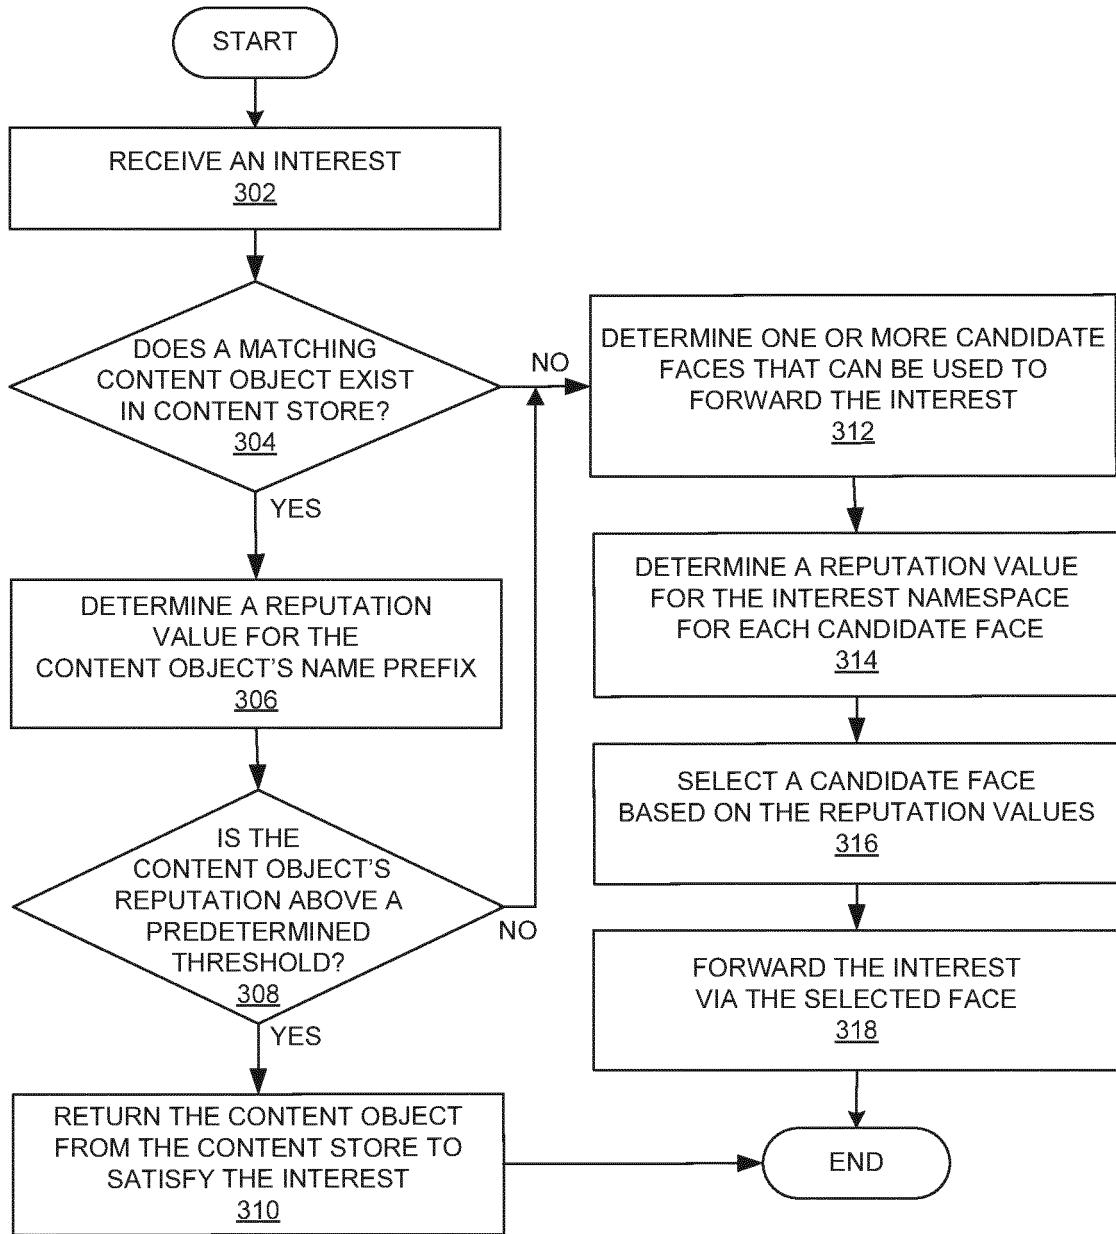 START
RECEIVE AN INTEREST
302
DOES A MATCHING
CONTENT OBJECT EXIST
IN CONTENT STORE?
304
NO
YES
DETERMINE A REPUTATION
VALUE FOR THE
CONTENT OBJECT'S NAME PREFIX
306
IS THE
CONTENT OBJECT'S
REPUTATION ABOVE A
PREDETERMINED
THRESHOLD?
308
NO
YES
RETURN THE CONTENT OBJECT
FROM THE CONTENT STORE TO
SATISFY THE INTEREST
310
DETERMINE ONE OR MORE CANDIDATE
FACES THAT CAN BE USED TO
FORWARD THE INTEREST
312
DETERMINE A REPUTATION VALUE
FOR THE INTEREST NAMESPACE
FOR EACH CANDIDATE FACE
314
SELECT A CANDIDATE FACE
BASED ON THE REPUTATION VALUES
316
FORWARD THE INTEREST
VIA THE SELECTED FACE
318
END